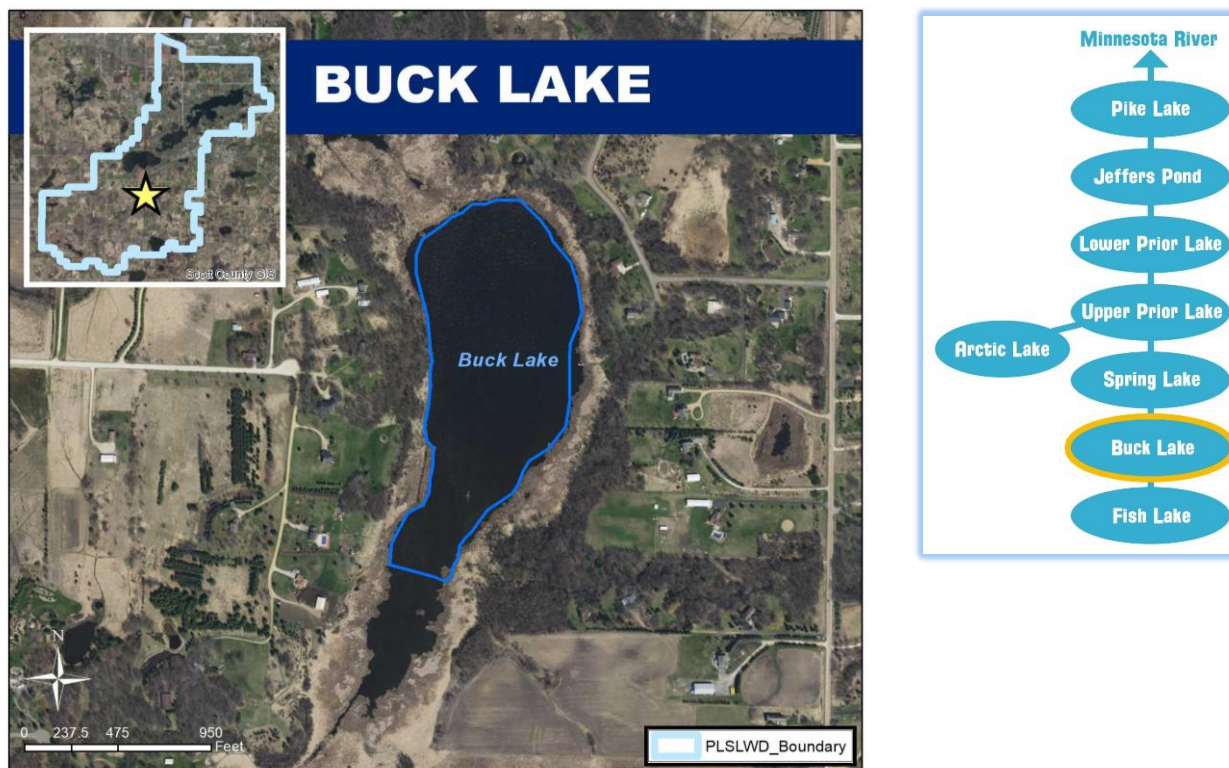 BUCK LAKE
Scott County GIS
Buck Lake
N
0 237.5 475 950
Feet
PLSLWD_Boundary
Minnesota River
Pike Lake
Jeffers Pond
Lower Prior Lake
Upper Prior Lake
Arctic Lake
Spring Lake
Buck Lake
Fish Lake